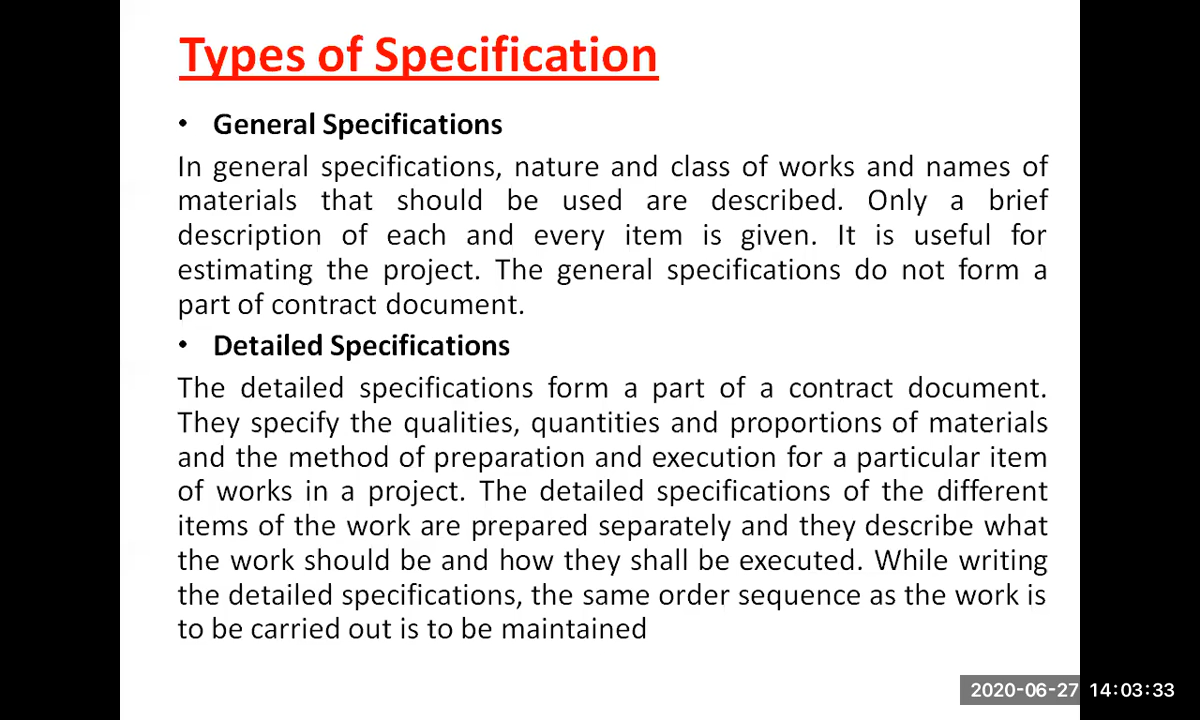 Types of Specification
• General Specifications
In general specifications, nature and class of works and names of
materials that should be used are described. Only a brief
description of each and every item is given. It is useful for
estimating the project. The general specifications do not form a
part of contract document.
• Detailed Specifications
The detailed specifications form a part of a contract document.
They specify the qualities, quantities and proportions of materials
and the method of preparation and execution for a particular item
of works in a project. The detailed specifications of the different
items of the work are prepared separately and they describe what
the work should be and how they shall be executed. While writing
the detailed specifications, the same order sequence as the work is
to be carried out is to be maintained
2020-06-27 14:03:33